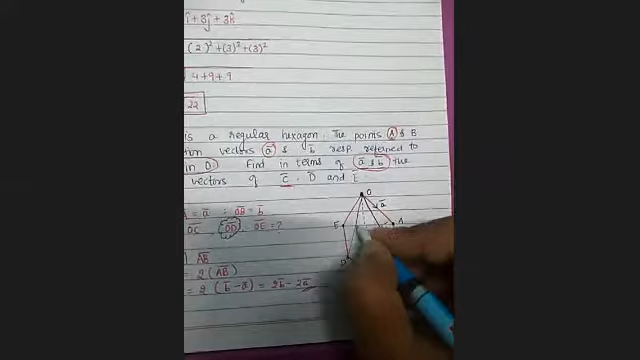 î + 3ĵ + 3k̂
(2)² + (3)² + (3)²
4 + 9 + 9
22
is a regular hexagon. The points A & B
tion vectors a̅ & b̅ resp. referred to
in O. Find in terms of a̅ & b̅ the
vectors of C̅, D and E̅.
= a̅ ; OB̅ = b̅
OC OD̅ OE̅ = ?
O
a̅
A
E
D
AB̅
= 2(AB̅)
= 2(b̅ - a̅) = 2b̅ - 2a̅